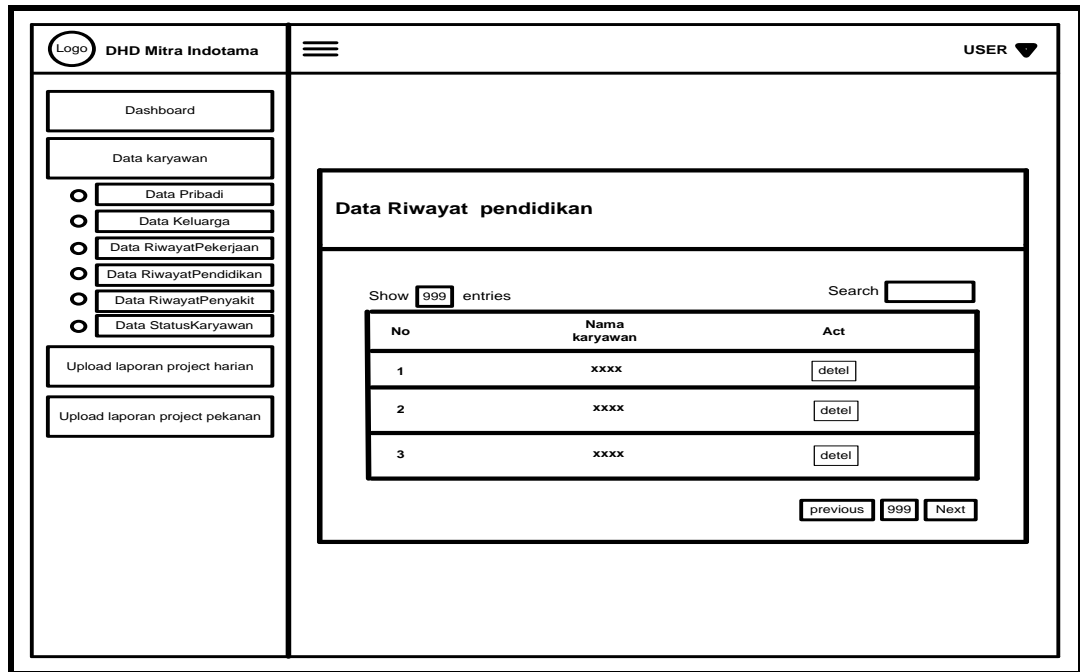 Logo DHD Mitra Indotama
USER
Dashboard
Data karyawan
Data Pribadi
Data Keluarga
Data RiwayatPekerjaan
Data RiwayatPendidikan
Data RiwayatPenyakit
Data StatusKaryawan
Upload laporan project harian
Upload laporan project pekanan
Data Riwayat pendidikan
Show 999 entries Search
No Nama karyawan Act
1 xxxx detel
2 xxxx detel
3 xxxx detel
previous 999 Next